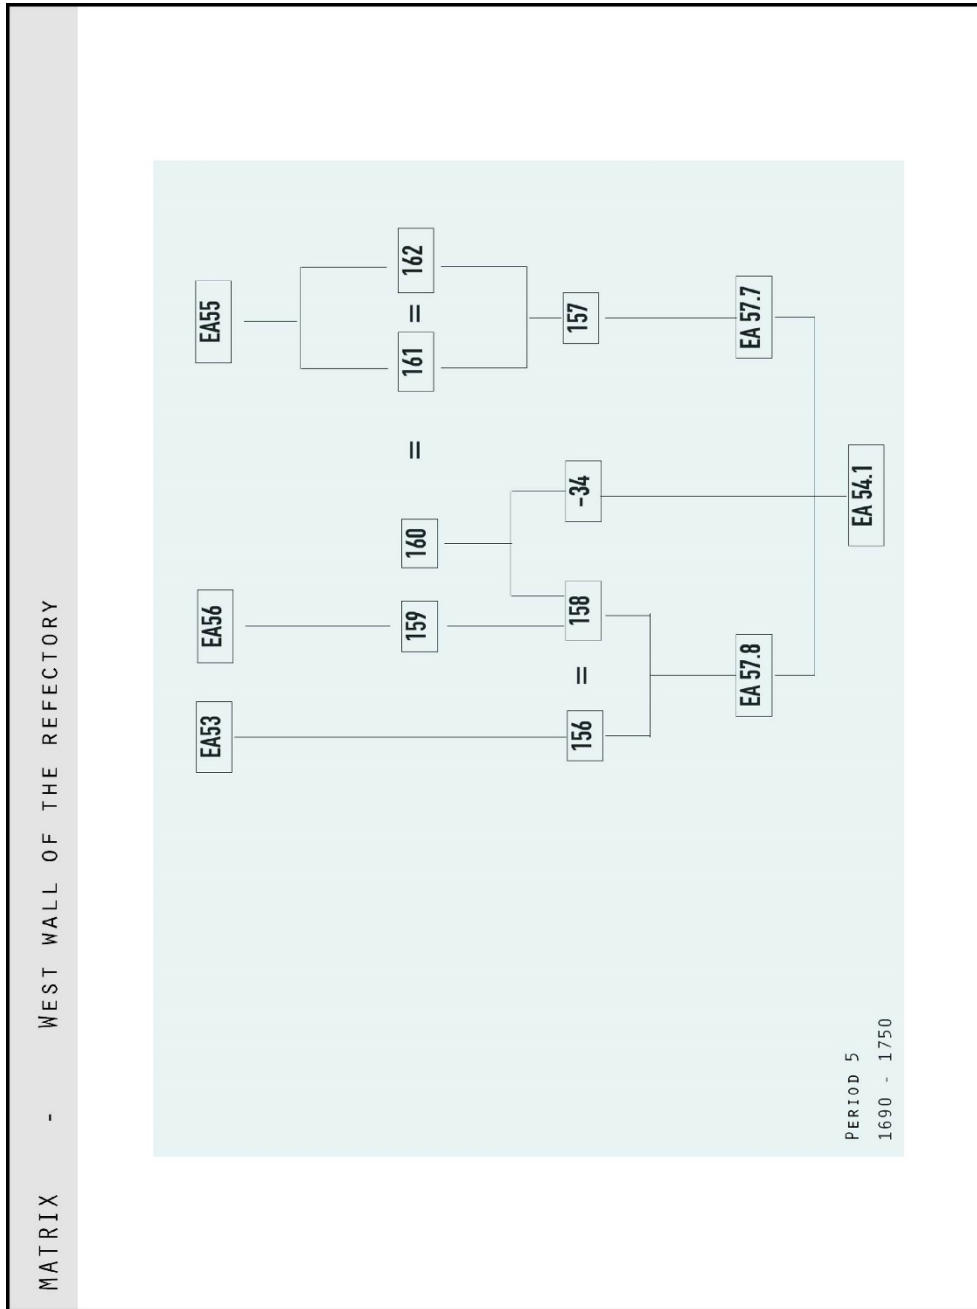 MATRIX - WEST WALL OF THE REFECTORY
EA53 EA56 EA55
159 160 = 161 = 162
156 = 158 -34 157
EA 57.8 EA 57.7
EA 54.1
PERIOD 5
1690 - 1750